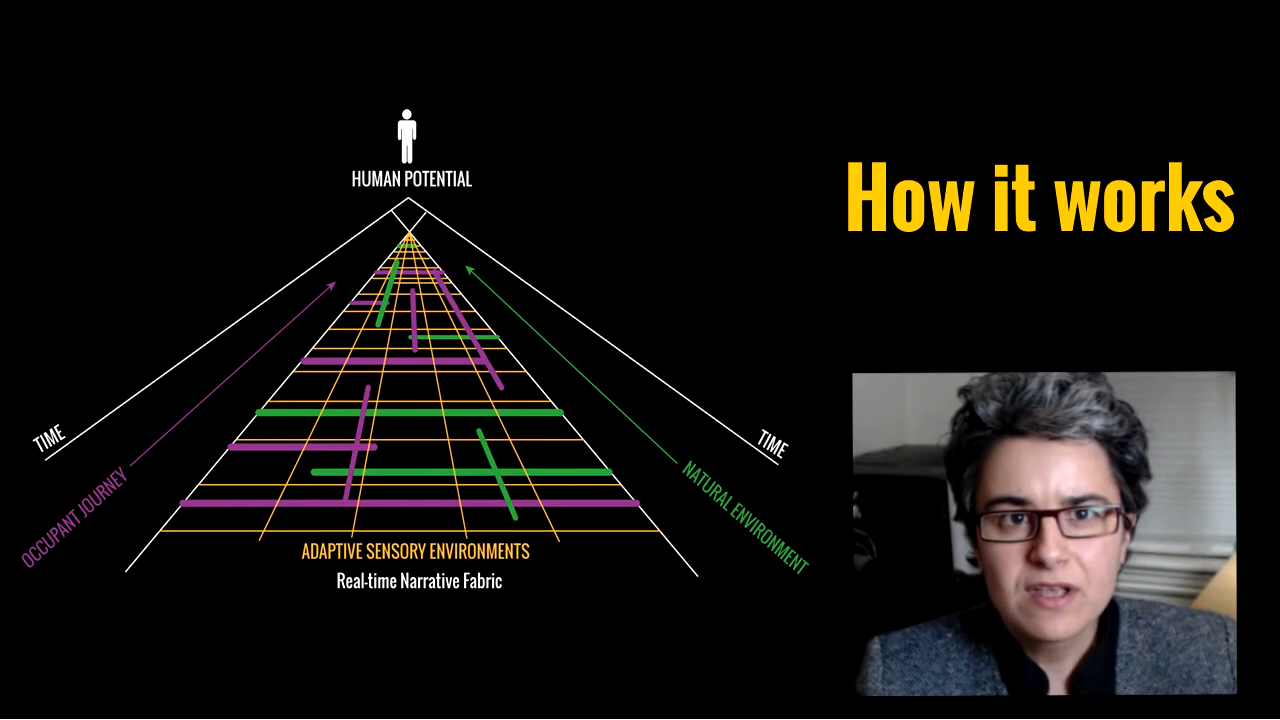 HUMAN POTENTIAL
How it works
TIME
TIME
OCCUPANT JOURNEY
NATURAL ENVIRONMENT
ADAPTIVE SENSORY ENVIRONMENTS
Real-time Narrative Fabric